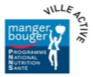 VILLE ACTIVE
manger
bouger
PROGRAMME
NATIONAL
NUTRITION
SANTÉ